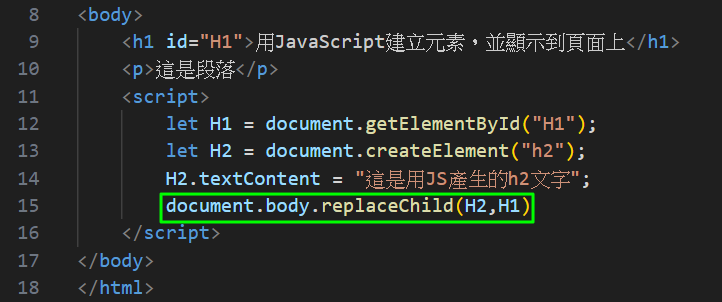 8 <body>
9 <h1 id="H1">用JavaScript建立元素，並顯示到頁面上</h1>
10 <p>這是段落</p>
11 <script>
12 let H1 = document.getElementById("H1");
13 let H2 = document.createElement("h2");
14 H2.textContent = "這是用JS產生的h2文字";
15 document.body.replaceChild(H2,H1)
16 </script>
17 </body>
18 </html>